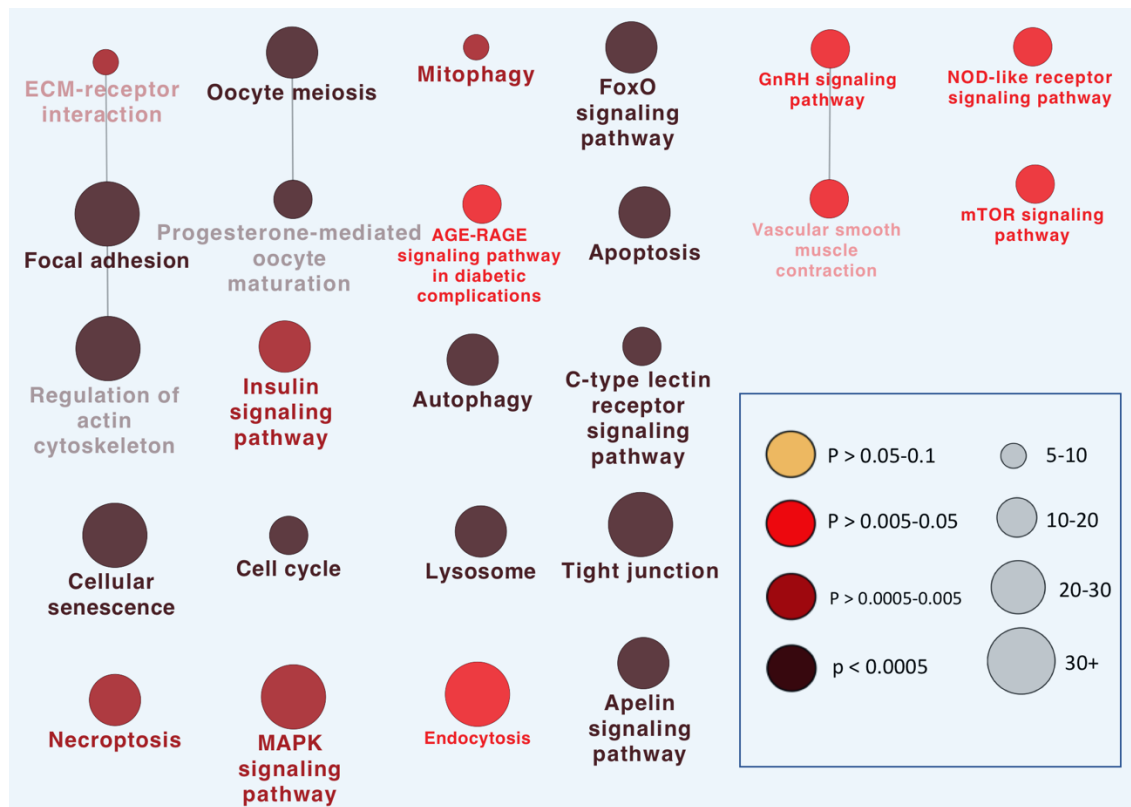 ECM-receptor
interaction
Oocyte meiosis
Mitophagy
FoxO
signaling
pathway
GnRH signaling
pathway
NOD-like receptor
signaling pathway
Focal adhesion
Progesterone-mediated
oocyte
maturation
AGE-RAGE
signaling pathway
in diabetic
complications
Apoptosis
Vascular smooth
muscle
contraction
mTOR signaling
pathway
Regulation of
actin
cytoskeleton
Insulin
signaling
pathway
Autophagy
C-type lectin
receptor
signaling
pathway
Cellular
senescence
Cell cycle
Lysosome
Tight junction
Necroptosis
MAPK
signaling
pathway
Endocytosis
Apelin
signaling
pathway
P > 0.05-0.1
P > 0.005-0.05
P > 0.0005-0.005
p < 0.0005
5-10
10-20
20-30
30+